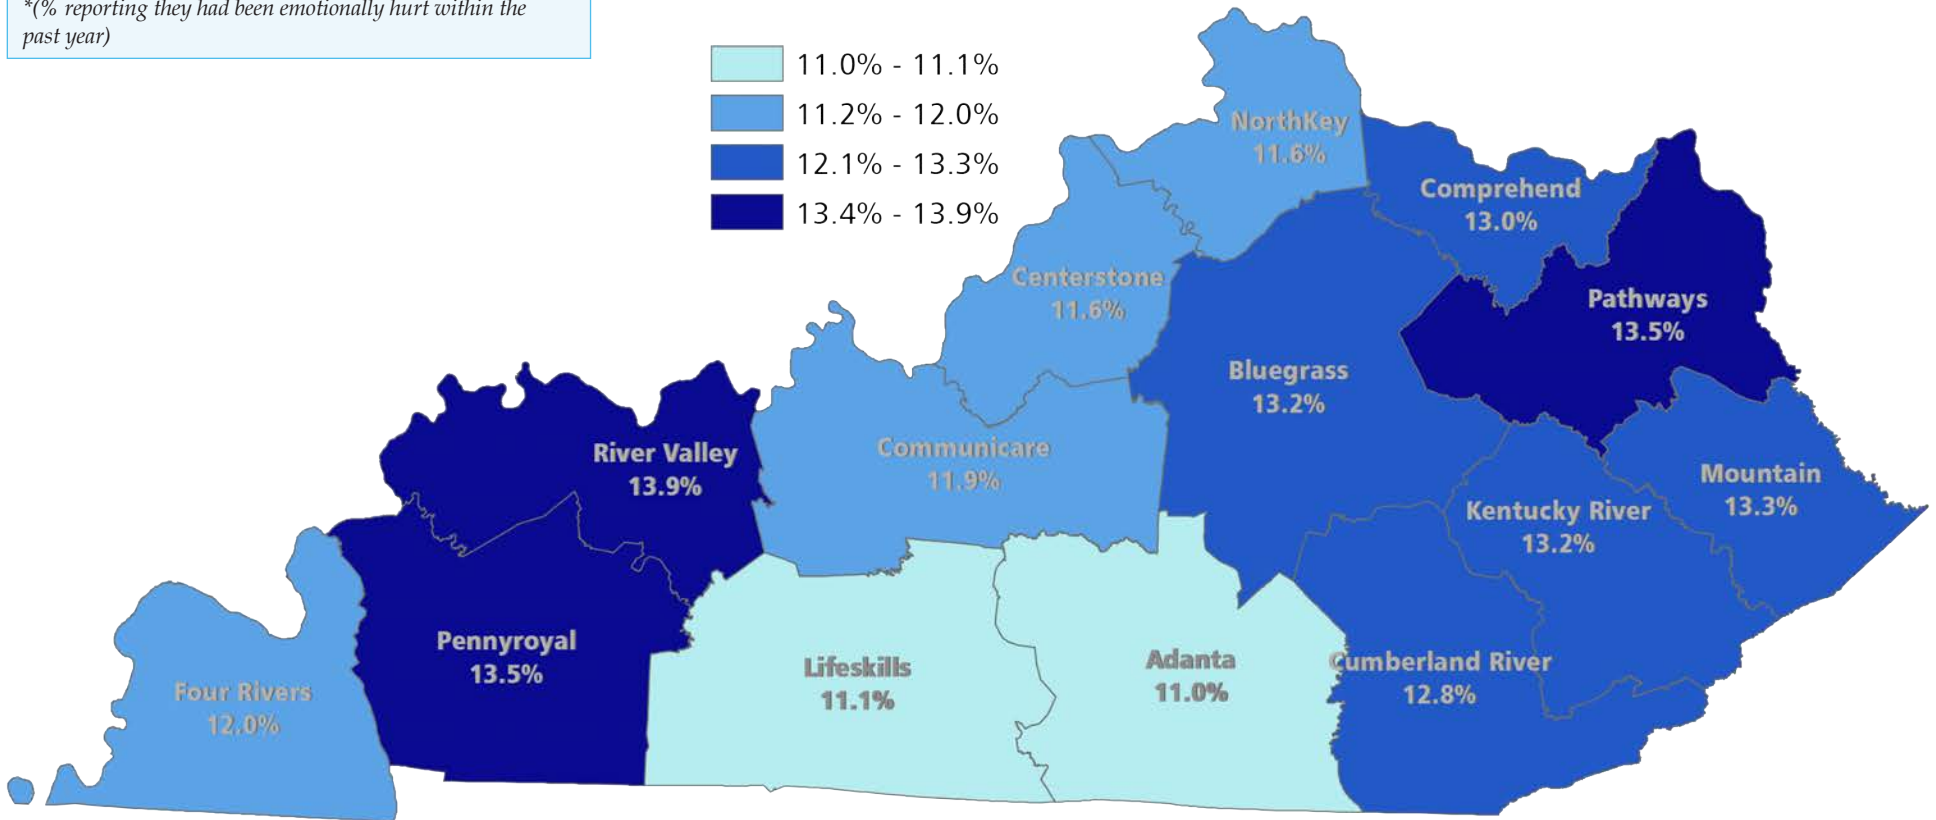 *(% reporting they had been emotionally hurt within the
past year)
11.0% - 11.1%
11.2% - 12.0%
12.1% - 13.3%
13.4% - 13.9%
NorthKey
11.6%
Comprehend
13.0%
Centerstone
11.6%
Pathways
13.5%
Bluegrass
13.2%
River Valley
13.9%
Communicare
11.9%
Mountain
13.3%
Kentucky River
13.2%
Pennyroyal
13.5%
Four Rivers
12.0%
Lifeskills
11.1%
Adanta
11.0%
Cumberland River
12.8%